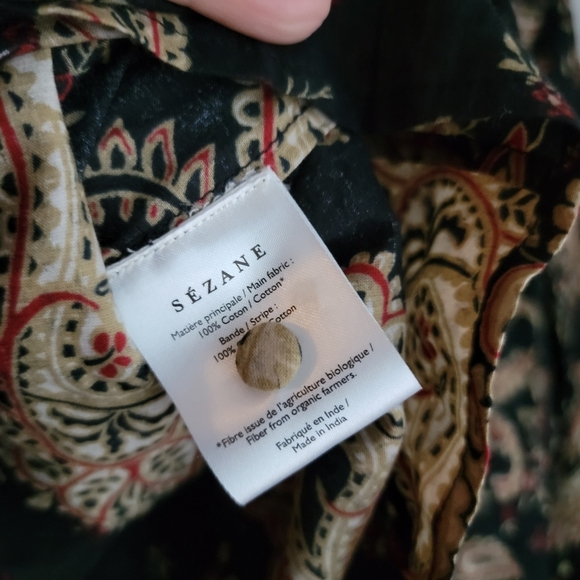 SÉZANE
Matière principale / Main fabric :
100% Coton / Cotton*
Bande / Stripe :
100% Cotton
*Fibre issue de l'agriculture biologique /
Fiber from organic farmers.
Fabriqué en Inde /
Made in India